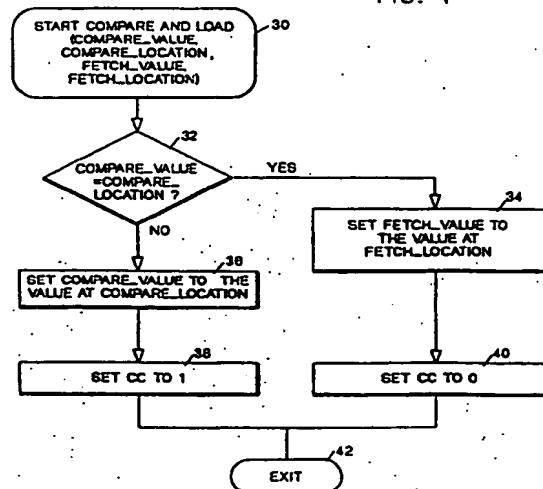 30
START COMPARE AND LOAD
(COMPARE_VALUE,
COMPARE_LOCATION,
FETCH_VALUE,
FETCH_LOCATION)
32
COMPARE_VALUE
=COMPARE_
LOCATION ?
YES
NO
34
SET FETCH_VALUE TO
THE VALUE AT
FETCH_LOCATION
36
SET COMPARE_VALUE TO THE
VALUE AT COMPARE_LOCATION
38
SET CC TO 1
40
SET CC TO 0
42
EXIT